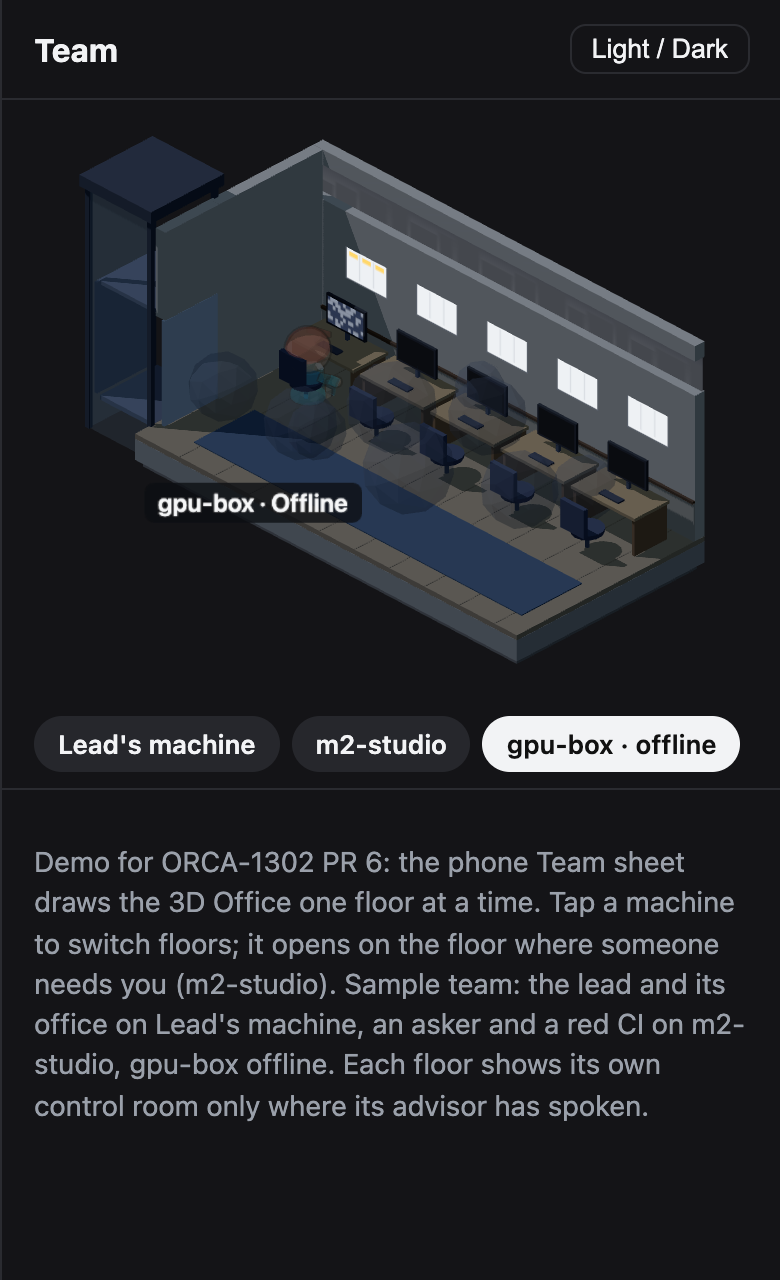 Team
Light / Dark
gpu-box · Offline
Lead's machine
m2-studio
gpu-box · offline
Demo for ORCA-1302 PR 6: the phone Team sheet
draws the 3D Office one floor at a time. Tap a machine
to switch floors; it opens on the floor where someone
needs you (m2-studio). Sample team: the lead and its
office on Lead's machine, an asker and a red CI on m2-
studio, gpu-box offline. Each floor shows its own
control room only where its advisor has spoken.